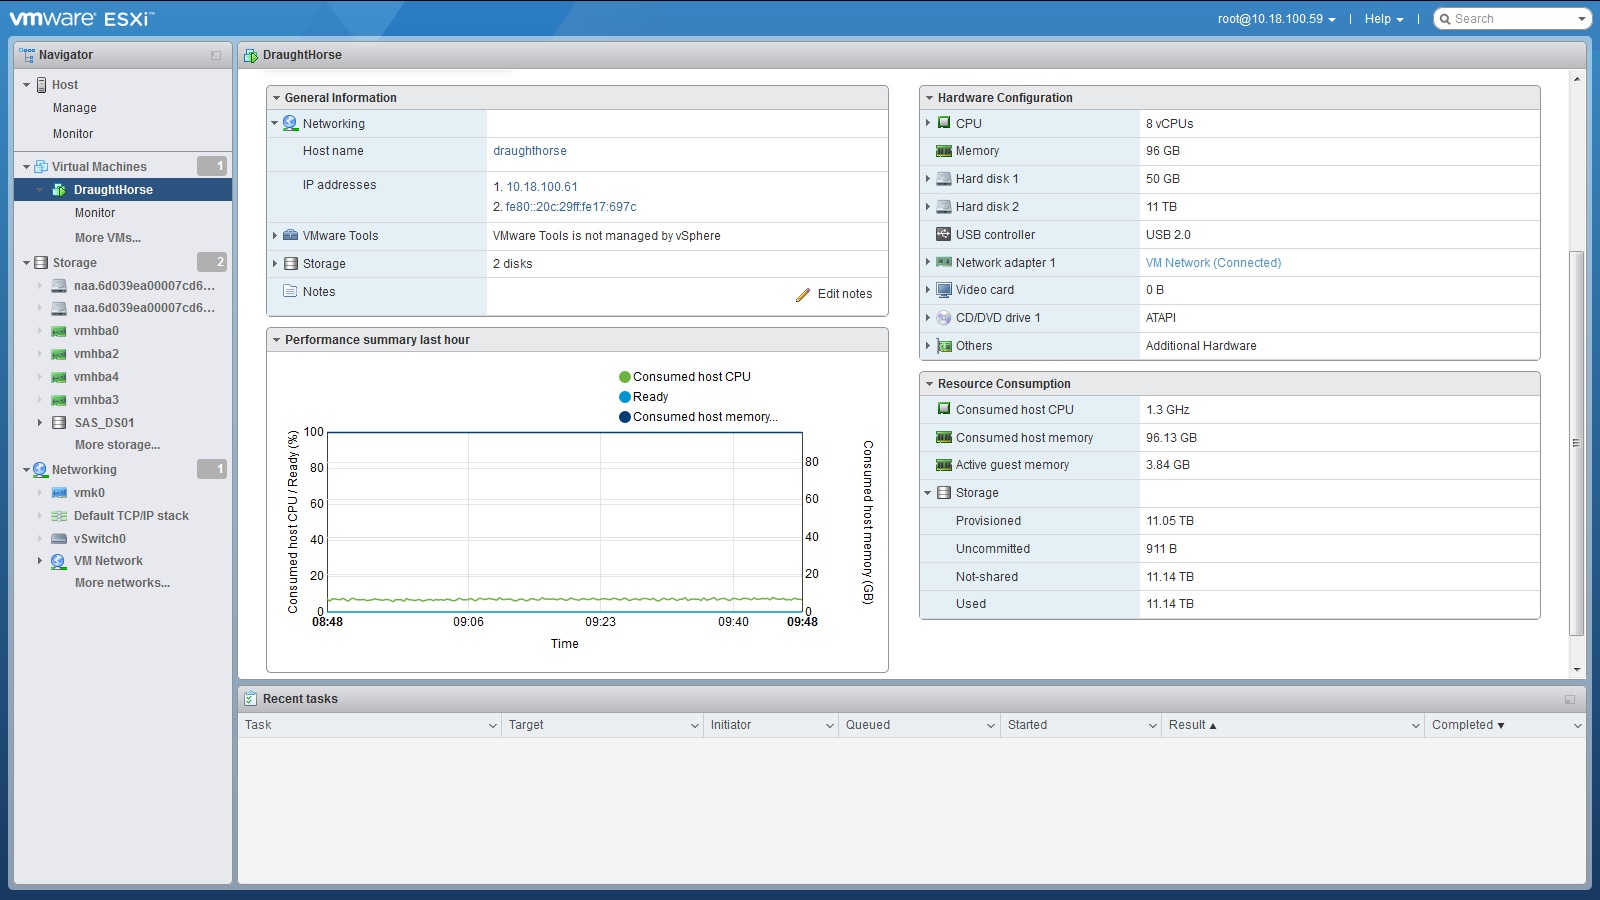 vmware ESXi™
root@10.18.100.59 | Help | Search
Navigator
Host
Manage
Monitor
Virtual Machines 1
DraughtHorse
Monitor
More VMs...
Storage 2
naa.6d039ea00007cd6...
naa.6d039ea00007cd6...
vmhba0
vmhba2
vmhba4
vmhba3
SAS_DS01
More storage...
Networking 1
vmk0
Default TCP/IP stack
vSwitch0
VM Network
More networks...
DraughtHorse
General Information
Networking
Host name draughthorse
IP addresses 1. 10.18.100.61
2. fe80::20c:29ff:fe17:697c
VMware Tools VMware Tools is not managed by vSphere
Storage 2 disks
Notes Edit notes
Performance summary last hour
Consumed host CPU
Ready
Consumed host memory...
Consumed host CPU / Ready (%)
100
80
60
40
20
0
80
60
40
20
0
Consumed host memory (GB)
08:48 09:06 09:23 09:40 09:48
Time
Hardware Configuration
CPU 8 vCPUs
Memory 96 GB
Hard disk 1 50 GB
Hard disk 2 11 TB
USB controller USB 2.0
Network adapter 1 VM Network (Connected)
Video card 0 B
CD/DVD drive 1 ATAPI
Others Additional Hardware
Resource Consumption
Consumed host CPU 1.3 GHz
Consumed host memory 96.13 GB
Active guest memory 3.84 GB
Storage
Provisioned 11.05 TB
Uncommitted 911 B
Not-shared 11.14 TB
Used 11.14 TB
Recent tasks
Task Target Initiator Queued Started Result ▲ Completed ▼